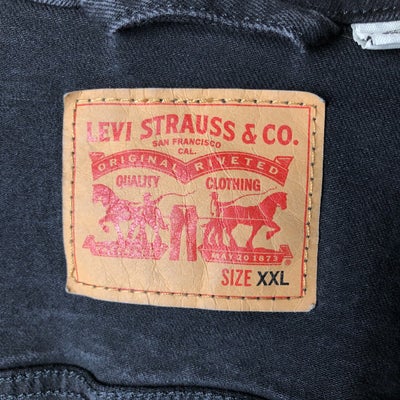 LEVI STRAUSS & CO.
SAN FRANCISCO
CAL.
ORIGINAL RIVETED
QUALITY CLOTHING
MAY 20 1873
SIZE XXL